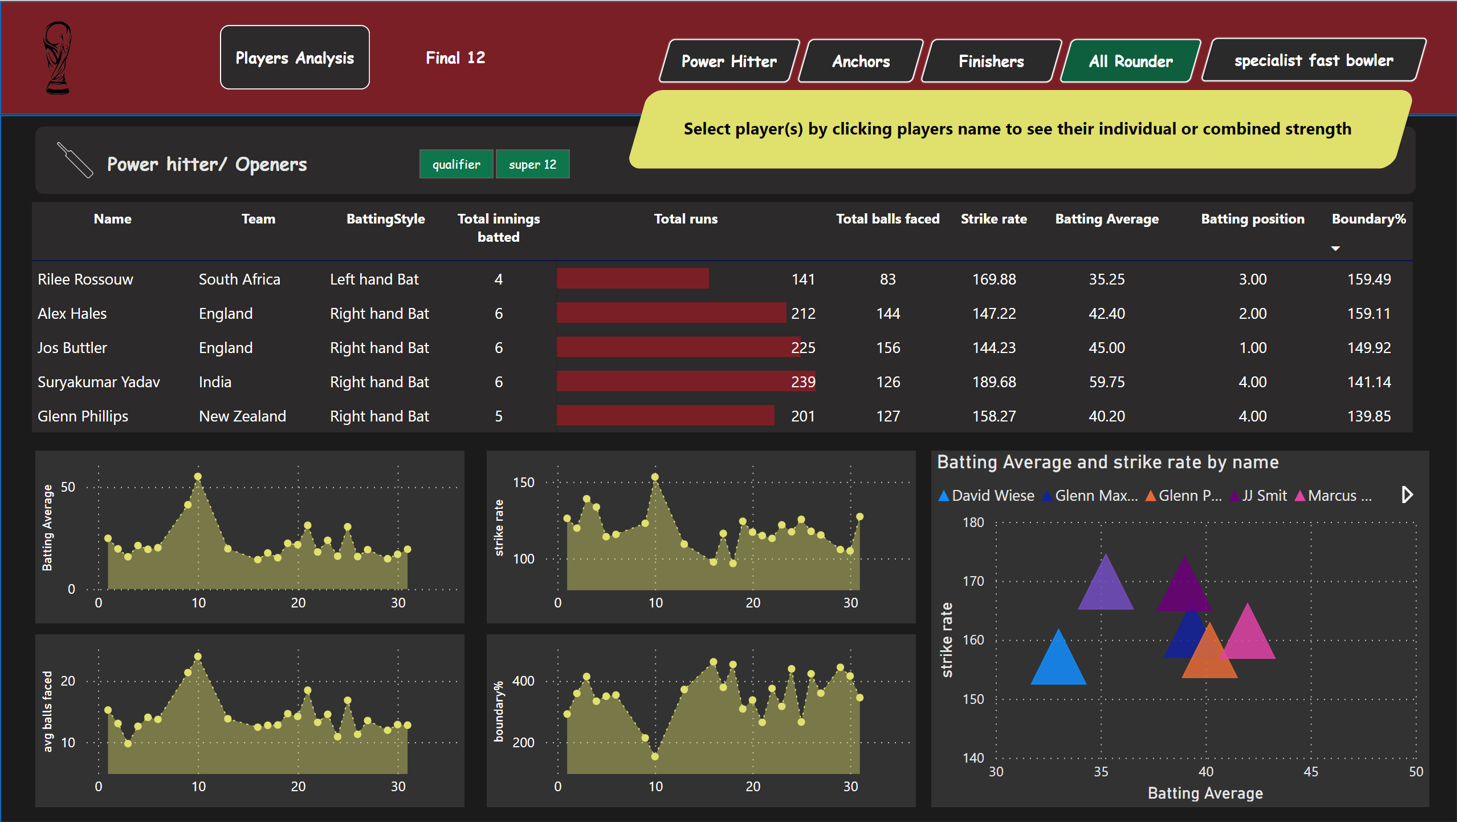 Players Analysis
Final 12
Power Hitter
Anchors
Finishers
All Rounder
specialist fast bowler
Select player(s) by clicking players name to see their individual or combined strength
Power hitter/ Openers
qualifier
super 12
Name Team BattingStyle Total innings batted Total runs Total balls faced Strike rate Batting Average Batting position Boundary%
Rilee Rossouw South Africa Left hand Bat 4 141 83 169.88 35.25 3.00 159.49
Alex Hales England Right hand Bat 6 212 144 147.22 42.40 2.00 159.11
Jos Buttler England Right hand Bat 6 225 156 144.23 45.00 1.00 149.92
Suryakumar Yadav India Right hand Bat 6 239 126 189.68 59.75 4.00 141.14
Glenn Phillips New Zealand Right hand Bat 5 201 127 158.27 40.20 4.00 139.85
Batting Average
50
0
0 10 20 30
strike rate
150
100
0 10 20 30
avg balls faced
20
10
0 10 20 30
boundary%
400
200
0 10 20 30
Batting Average and strike rate by name
David Wiese Glenn Max... Glenn P... JJ Smit Marcus ...
strike rate
180
170
160
150
140
30 35 40 45 50
Batting Average